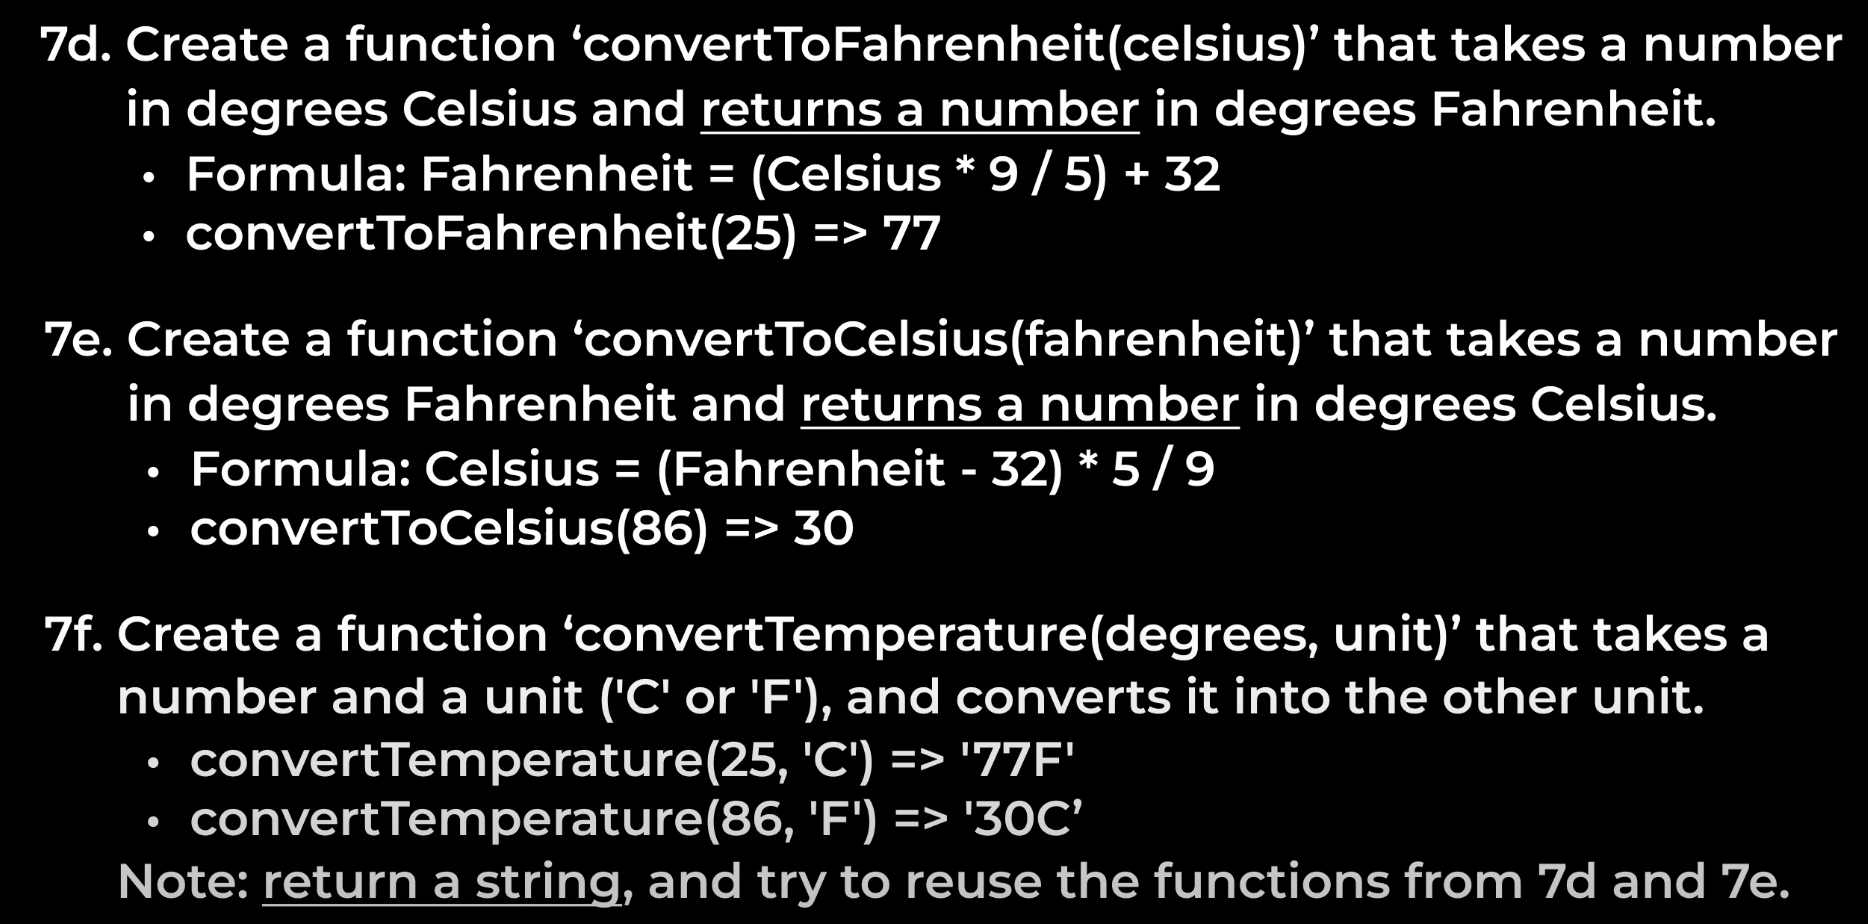 7d. Create a function ‘convertToFahrenheit(celsius)’ that takes a number
in degrees Celsius and returns a number in degrees Fahrenheit.
• Formula: Fahrenheit = (Celsius * 9 / 5) + 32
• convertToFahrenheit(25) => 77
7e. Create a function ‘convertToCelsius(fahrenheit)’ that takes a number
in degrees Fahrenheit and returns a number in degrees Celsius.
• Formula: Celsius = (Fahrenheit - 32) * 5 / 9
• convertToCelsius(86) => 30
7f. Create a function ‘convertTemperature(degrees, unit)’ that takes a
number and a unit ('C' or 'F'), and converts it into the other unit.
• convertTemperature(25, 'C') => '77F'
• convertTemperature(86, 'F') => '30C’
Note: return a string, and try to reuse the functions from 7d and 7e.